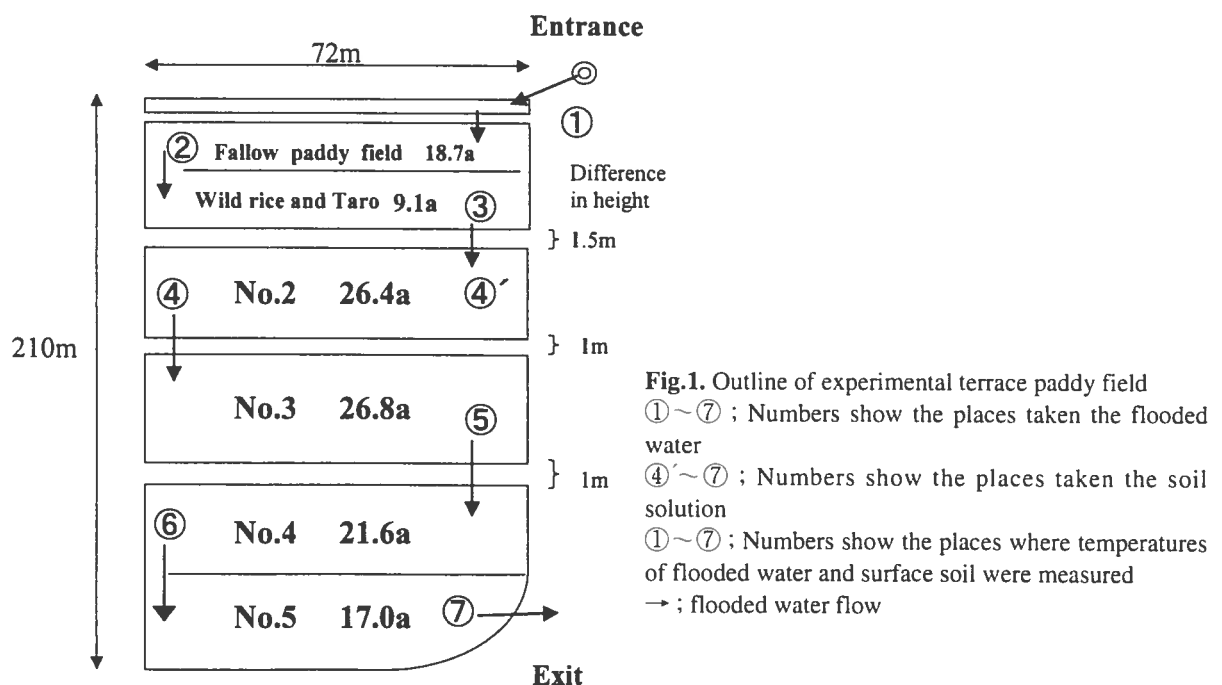 Entrance
72m
①
② Fallow paddy field 18.7a
Difference
in height
Wild rice and Taro 9.1a ③
} 1.5m
④ No.2 26.4a ④´
} 1m
210m
No.3 26.8a ⑤
} 1m
⑥ No.4 21.6a
No.5 17.0a ⑦
Exit
Fig.1. Outline of experimental terrace paddy field
①~⑦ ; Numbers show the places taken the flooded
water
④´~⑦ ; Numbers show the places taken the soil
solution
①~⑦ ; Numbers show the places where temperatures
of flooded water and surface soil were measured
→ ; flooded water flow